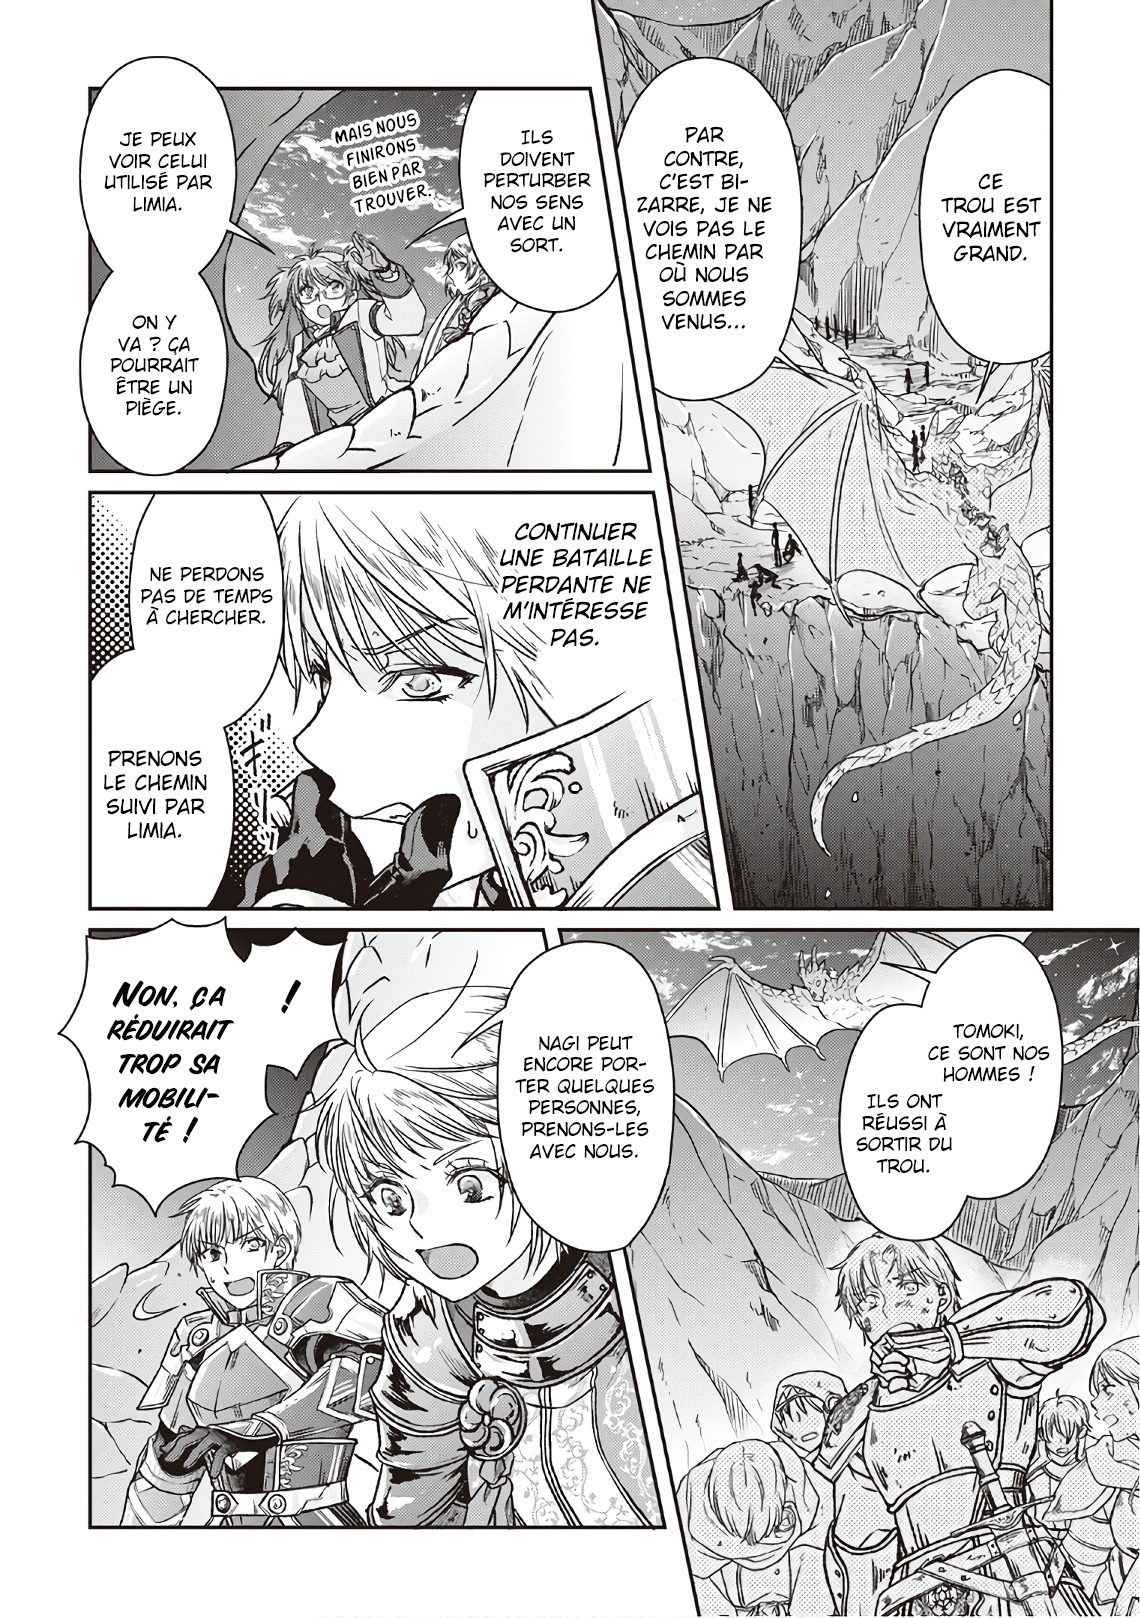 CE
TROU EST
VRAIMENT
GRAND.
PAR
CONTRE,
C'EST BI-
ZARRE, JE NE
VOIS PAS LE
CHEMIN PAR
OÙ NOUS
SOMMES
VENUS...
ILS
DOIVENT
PERTURBER
NOS SENS
AVEC UN
SORT.
MAIS NOUS
FINIRONS
BIEN PAR
TROUVER.
JE PEUX
VOIR CELUI
UTILISÉ PAR
LIMIA.
ON Y
VA ? ÇA
POURRAIT
ÊTRE UN
PIÈGE.
CONTINUER
UNE BATAILLE
PERDANTE NE
M'INTÉRESSE
PAS.
NE PERDONS
PAS DE TEMPS
À CHERCHER.
PRENONS
LE CHEMIN
SUIVI PAR
LIMIA.
TOMOKI,
CE SONT NOS
HOMMES !
ILS ONT
RÉUSSI À
SORTIR DU
TROU.
NAGI PEUT
ENCORE POR-
TER QUELQUES
PERSONNES,
PRENONS-LES
AVEC NOUS.
!
NON, ÇA
RÉDUIRAIT
TROP SA
MOBILI-
TÉ !